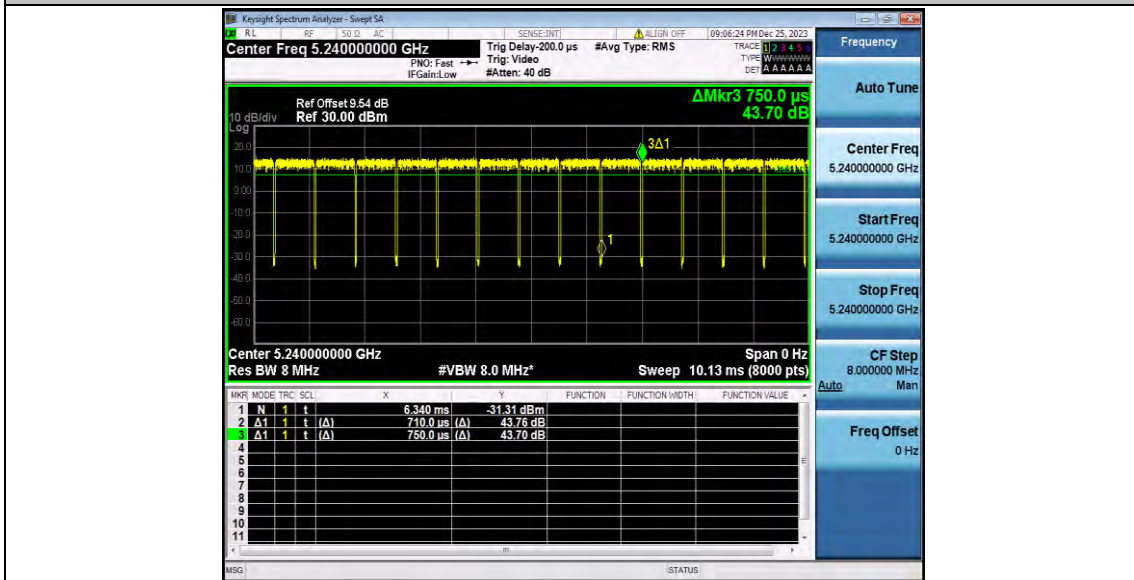 Keysight Spectrum Analyzer - Swept SA
RL RF 50 Ω AC SENSE:INT ALIGN OFF 09:06:24 PM Dec 25, 2023
Center Freq 5.240000000 GHz
PNO: Fast
IFGain:Low
Trig Delay-200.0 µs
Trig: Video
#Atten: 40 dB
#Avg Type: RMS
TRACE 1 2 3 4 5 6
TYPE
DET A A A A A A
ΔMkr3 750.0 µs
43.70 dB
Ref Offset 9.54 dB
10 dB/div Ref 30.00 dBm
Log
3Δ1
20.0
10.0
0.00
-10.0
-20.0
1
-30.0
-40.0
-50.0
-60.0
Center 5.240000000 GHz Span 0 Hz
Res BW 8 MHz #VBW 8.0 MHz* Sweep 10.13 ms (8000 pts)
MKR MODE TRC SCL X Y FUNCTION FUNCTION WIDTH FUNCTION VALUE
1 N 1 t 6.340 ms -31.31 dBm
2 Δ1 1 t (Δ) 710.0 µs (Δ) 43.76 dB
3 Δ1 1 t (Δ) 750.0 µs (Δ) 43.70 dB
4
5
6
7
8
9
10
11
MSG STATUS
Frequency
Auto Tune
Center Freq
5.240000000 GHz
Start Freq
5.240000000 GHz
Stop Freq
5.240000000 GHz
CF Step
8.000000 MHz
Auto Man
Freq Offset
0 Hz